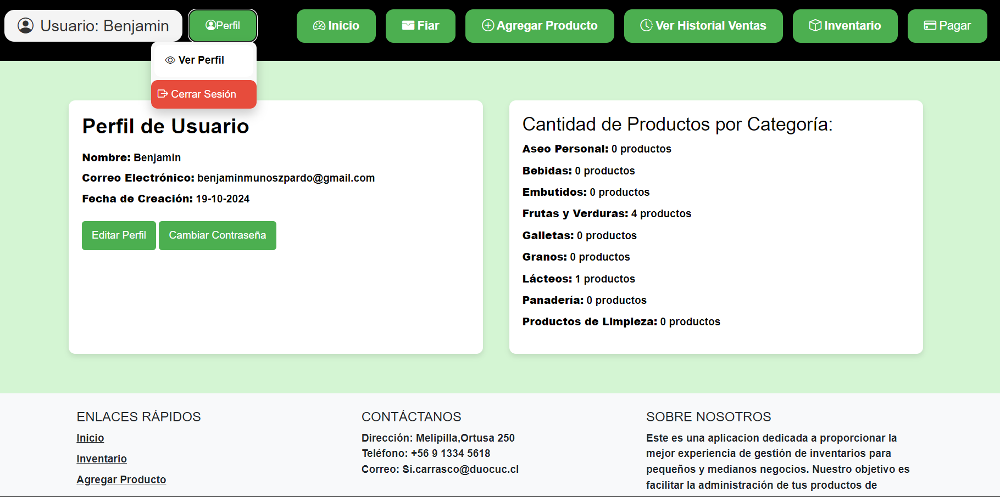 Usuario: Benjamin
Perfil
Inicio
Fiar
Agregar Producto
Ver Historial Ventas
Inventario
Pagar
Ver Perfil
Cerrar Sesión
Perfil de Usuario
Nombre: Benjamin
Correo Electrónico: benjaminmunoszpardo@gmail.com
Fecha de Creación: 19-10-2024
Editar Perfil
Cambiar Contraseña
Cantidad de Productos por Categoría:
Aseo Personal: 0 productos
Bebidas: 0 productos
Embutidos: 0 productos
Frutas y Verduras: 4 productos
Galletas: 0 productos
Granos: 0 productos
Lácteos: 1 productos
Panadería: 0 productos
Productos de Limpieza: 0 productos
ENLACES RÁPIDOS
Inicio
Inventario
Agregar Producto
CONTÁCTANOS
Dirección: Melipilla,Ortusa 250
Teléfono: +56 9 1334 5618
Correo: Si.carrasco@duocuc.cl
SOBRE NOSOTROS
Este es una aplicacion dedicada a proporcionar la
mejor experiencia de gestión de inventarios para
pequeños y medianos negocios. Nuestro objetivo es
facilitar la administración de tus productos de